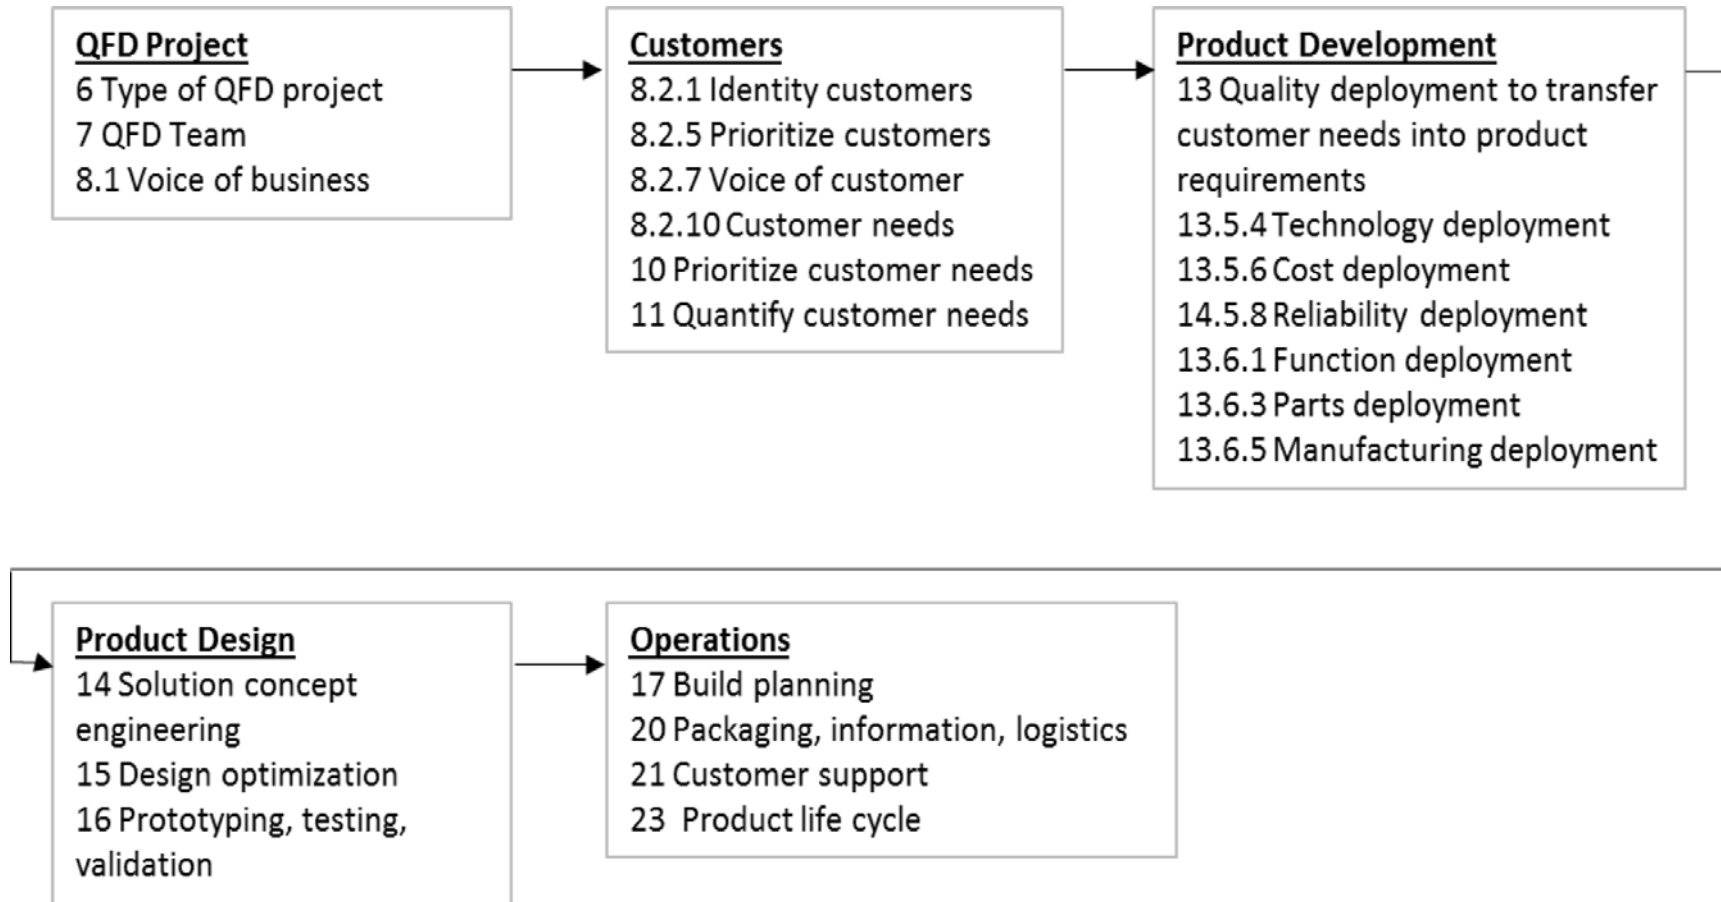 QFD Project
6 Type of QFD project
7 QFD Team
8.1 Voice of business
Customers
8.2.1 Identity customers
8.2.5 Prioritize customers
8.2.7 Voice of customer
8.2.10 Customer needs
10 Prioritize customer needs
11 Quantify customer needs
Product Development
13 Quality deployment to transfer
customer needs into product
requirements
13.5.4 Technology deployment
13.5.6 Cost deployment
14.5.8 Reliability deployment
13.6.1 Function deployment
13.6.3 Parts deployment
13.6.5 Manufacturing deployment
Product Design
14 Solution concept
engineering
15 Design optimization
16 Prototyping, testing,
validation
Operations
17 Build planning
20 Packaging, information, logistics
21 Customer support
23 Product life cycle